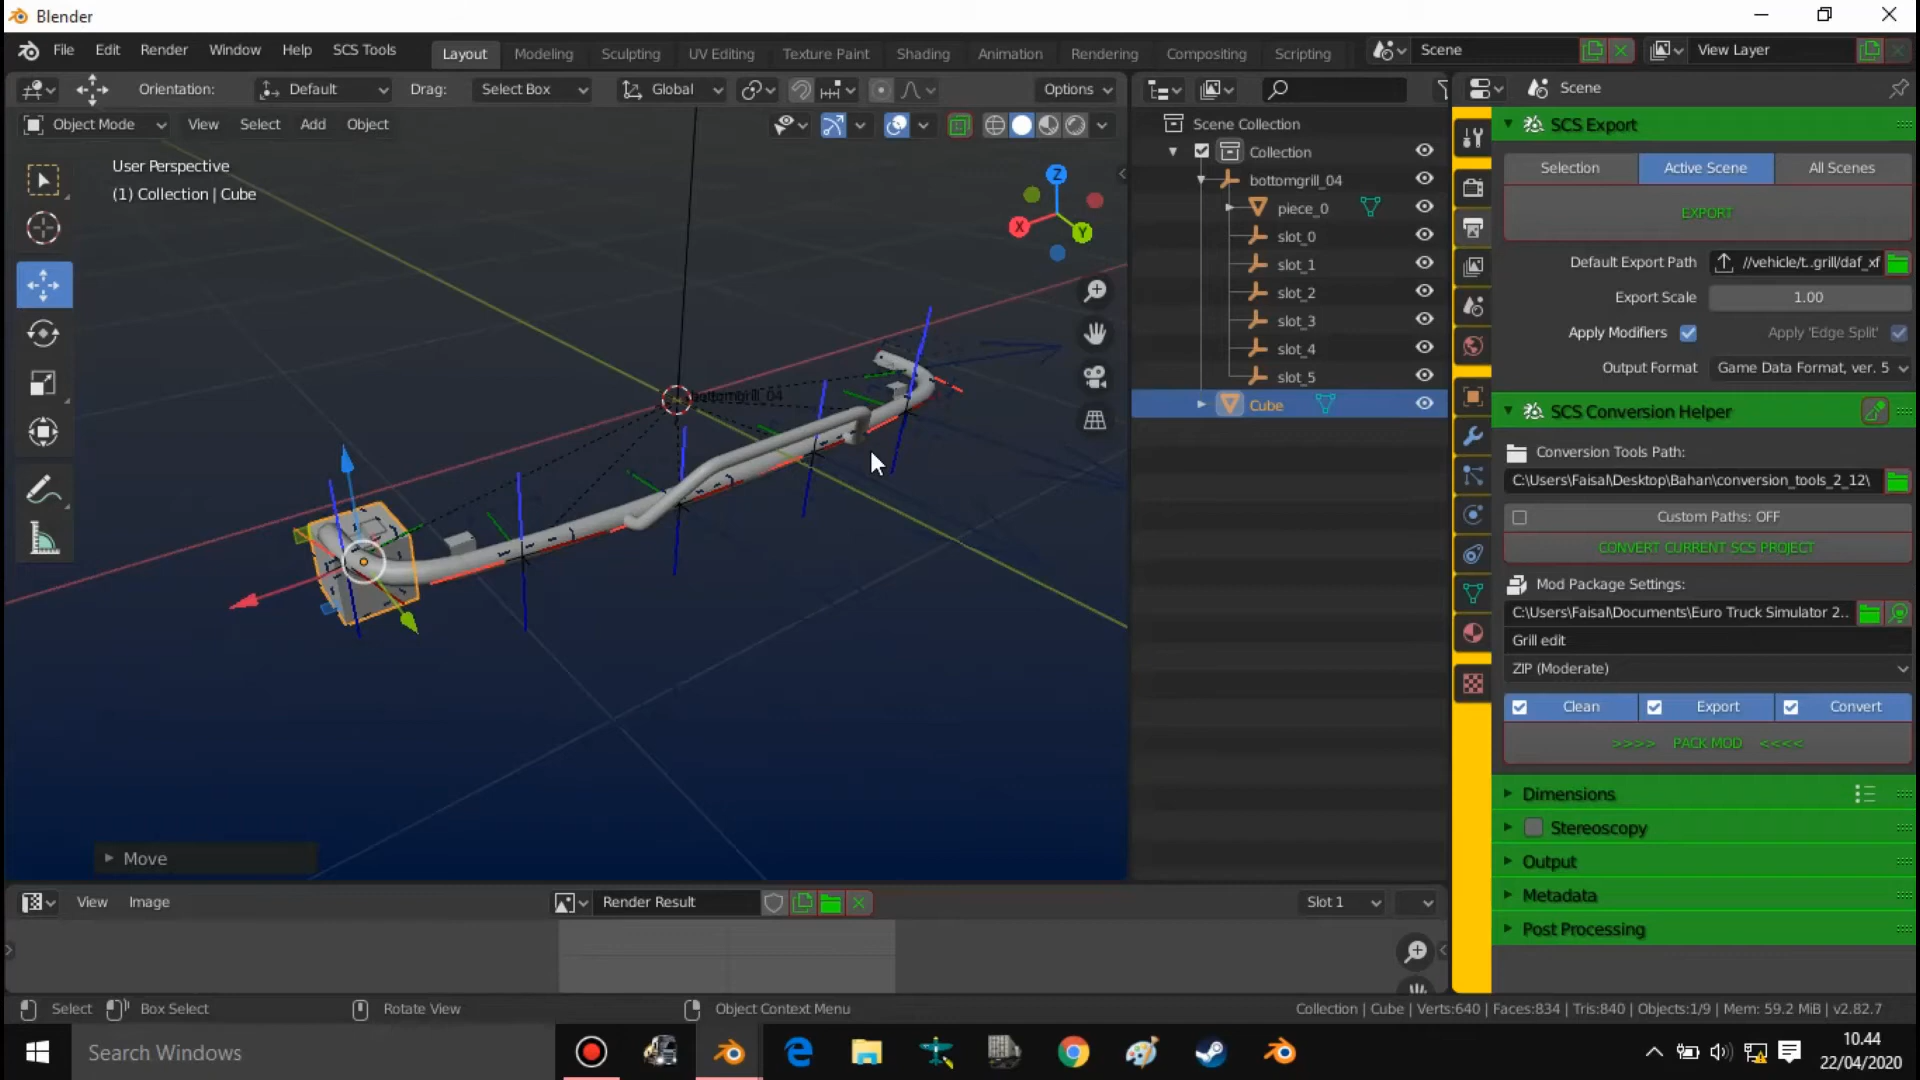 Blender
File Edit Render Window Help SCS Tools Layout Modeling Sculpting UV Editing Texture Paint Shading Animation Rendering Compositing Scripting Scene View Layer
Orientation: Default Drag: Select Box Global Options
Scene
Object Mode View Select Add Object
User Perspective
(1) Collection | Cube
Z
X
Y
bottomgrill_04
Move
Scene Collection
Collection
bottomgrill_04
piece_0
slot_0
slot_1
slot_2
slot_3
slot_4
slot_5
Cube
SCS Export
Selection Active Scene All Scenes
EXPORT
Default Export Path //vehicle/t..grill/daf_xf
Export Scale 1.00
Apply Modifiers Apply 'Edge Split'
Output Format Game Data Format, ver. 5
SCS Conversion Helper
Conversion Tools Path:
C:\Users\Faisal\Desktop\Bahan\conversion_tools_2_12\
Custom Paths: OFF
CONVERT CURRENT SCS PROJECT
Mod Package Settings:
C:\Users\Faisal\Documents\Euro Truck Simulator 2..
Grill edit
ZIP (Moderate)
Clean Export Convert
>>>> PACK MOD <<<<
Dimensions
Stereoscopy
Output
Metadata
Post Processing
View Image Render Result Slot 1
Select Box Select Rotate View Object Context Menu Collection | Cube | Verts:640 | Faces:834 | Tris:840 | Objects:1/9 | Mem: 59.2 MiB | v2.82.7
Search Windows
10.44
22/04/2020